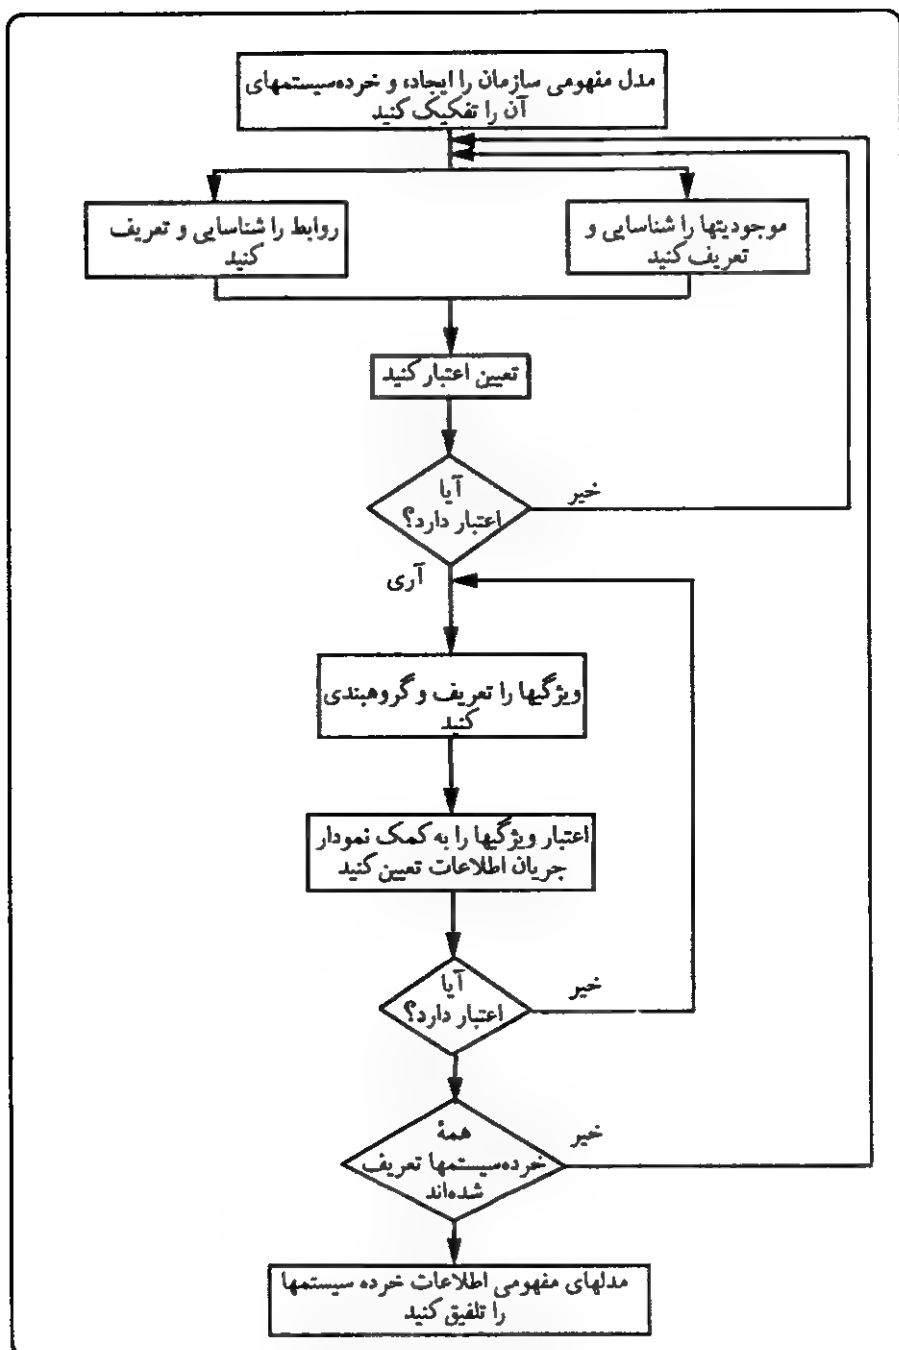 مدل مفهومی سازمان را ایجاد، و خرده‌سیستمهای
آن را تفکیک کنید
موجودیتها را شناسایی و
تعریف کنید
روابط را شناسایی و تعریف
کنید
تعیین اعتبار کنید
آیا
اعتبار دارد؟
خیر
آری
ویژگیها را تعریف و گروهبندی
کنید
اعتبار ویژگیها را به کمک نمودار
جریان اطلاعات تعیین کنید
آیا
اعتبار دارد؟
خیر
همهٔ
خرده‌سیستمها تعریف
شده‌اند
خیر
مدلهای مفهومی اطلاعات خرده سیستمها
را تلفیق کنید